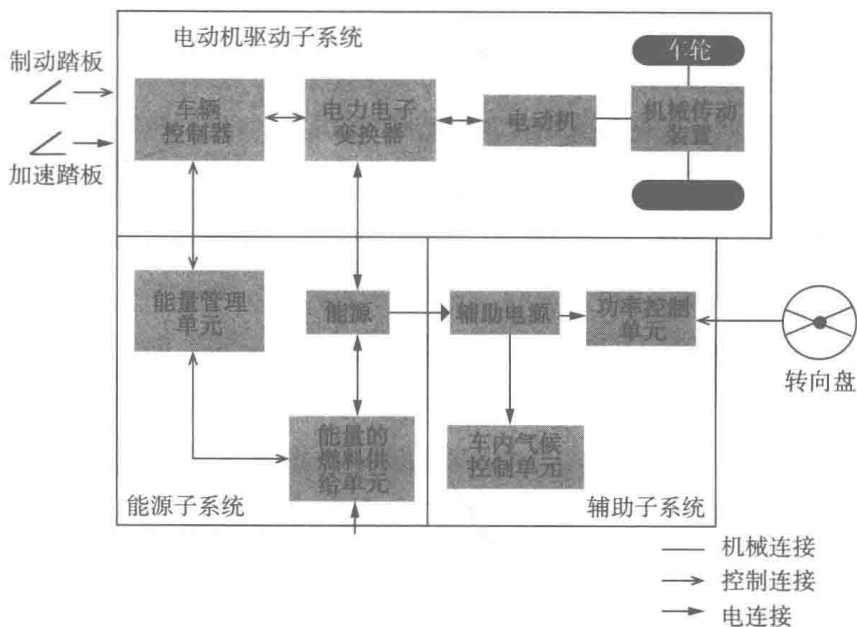 电动机驱动子系统
车轮
制动踏板
车辆
控制器
电力电子
变换器
电动机
机械传动
装置
加速踏板
能量管理
单元
能源
辅助电源
功率控制
单元
转向盘
能量的
燃料供
给单元
车内气候
控制单元
能源子系统
辅助子系统
机械连接
控制连接
电连接